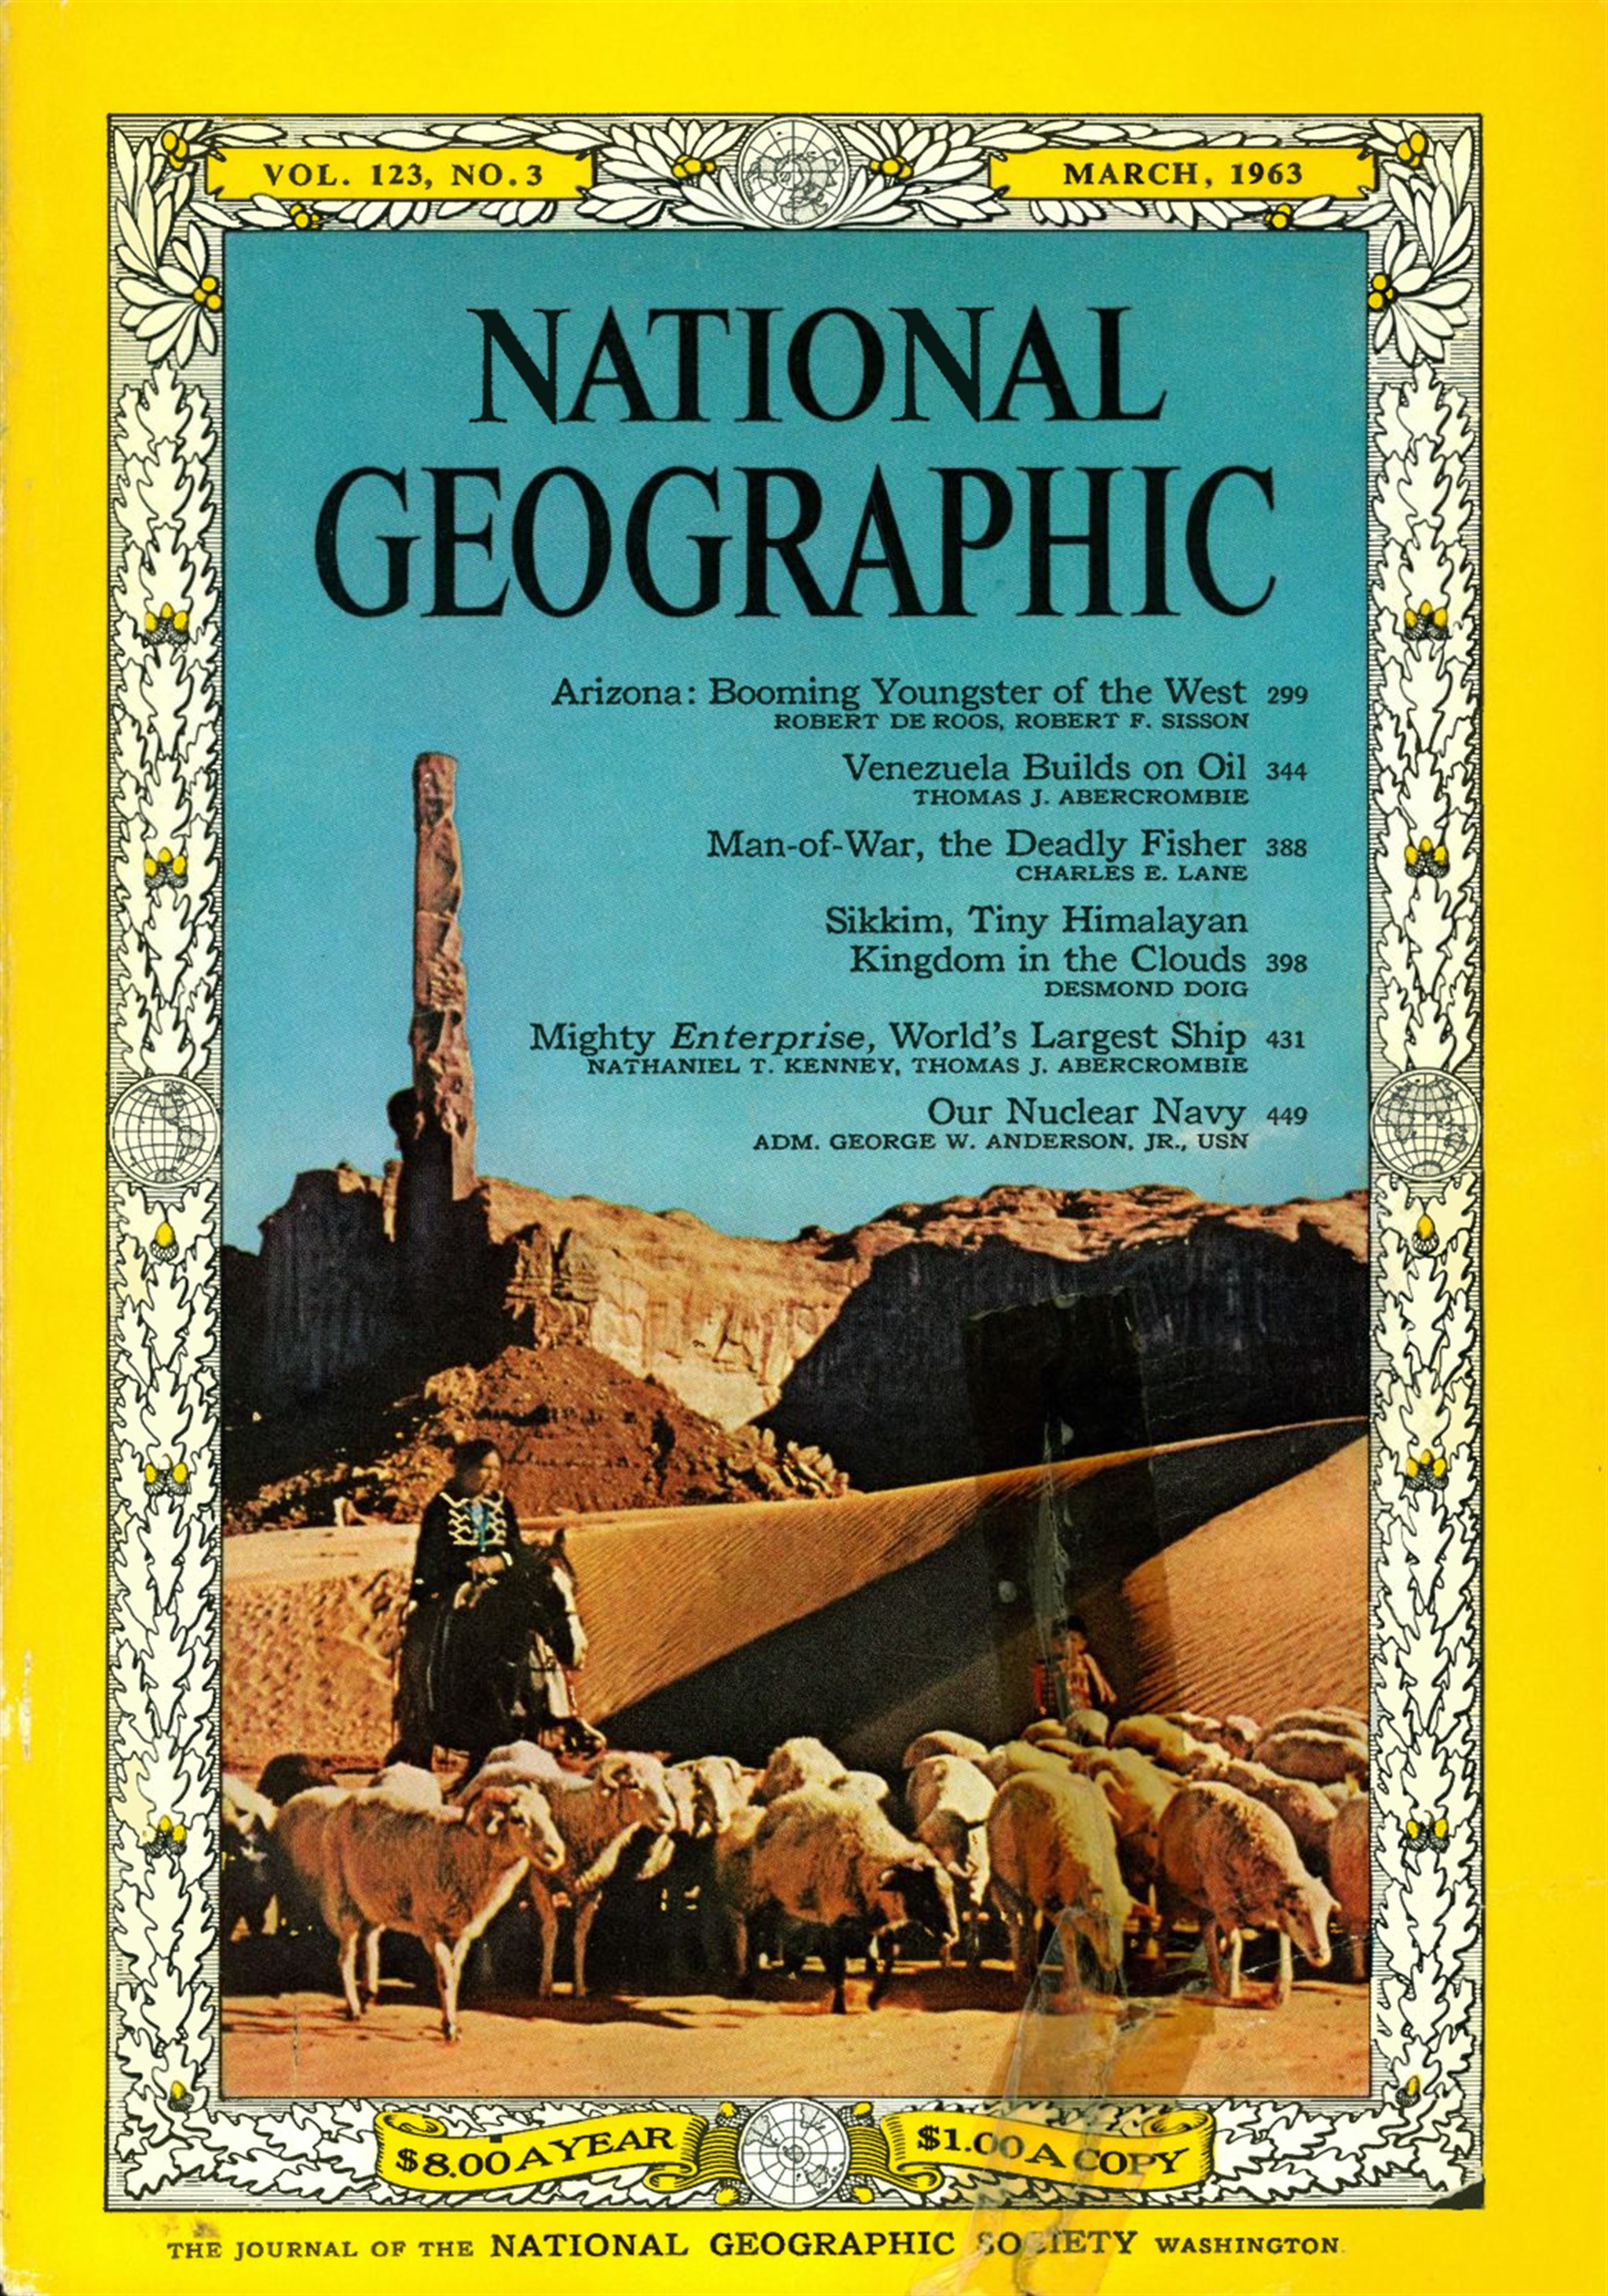 VOL. 123, NO. 3
MARCH, 1963
NATIONAL
GEOGRAPHIC
Arizona: Booming Youngster of the West 299
ROBERT DE ROOS, ROBERT F. SISSON
Venezuela Builds on Oil 344
THOMAS J. ABERCROMBIE
Man-of-War, the Deadly Fisher 388
CHARLES E. LANE
Sikkim, Tiny Himalayan
Kingdom in the Clouds 398
DESMOND DOIG
Mighty Enterprise, World's Largest Ship 431
NATHANIEL T. KENNEY, THOMAS J. ABERCROMBIE
Our Nuclear Navy 449
ADM. GEORGE W. ANDERSON, JR., USN
$8.00 A YEAR
$1.00 A COPY
THE JOURNAL OF THE NATIONAL GEOGRAPHIC SOCIETY WASHINGTON